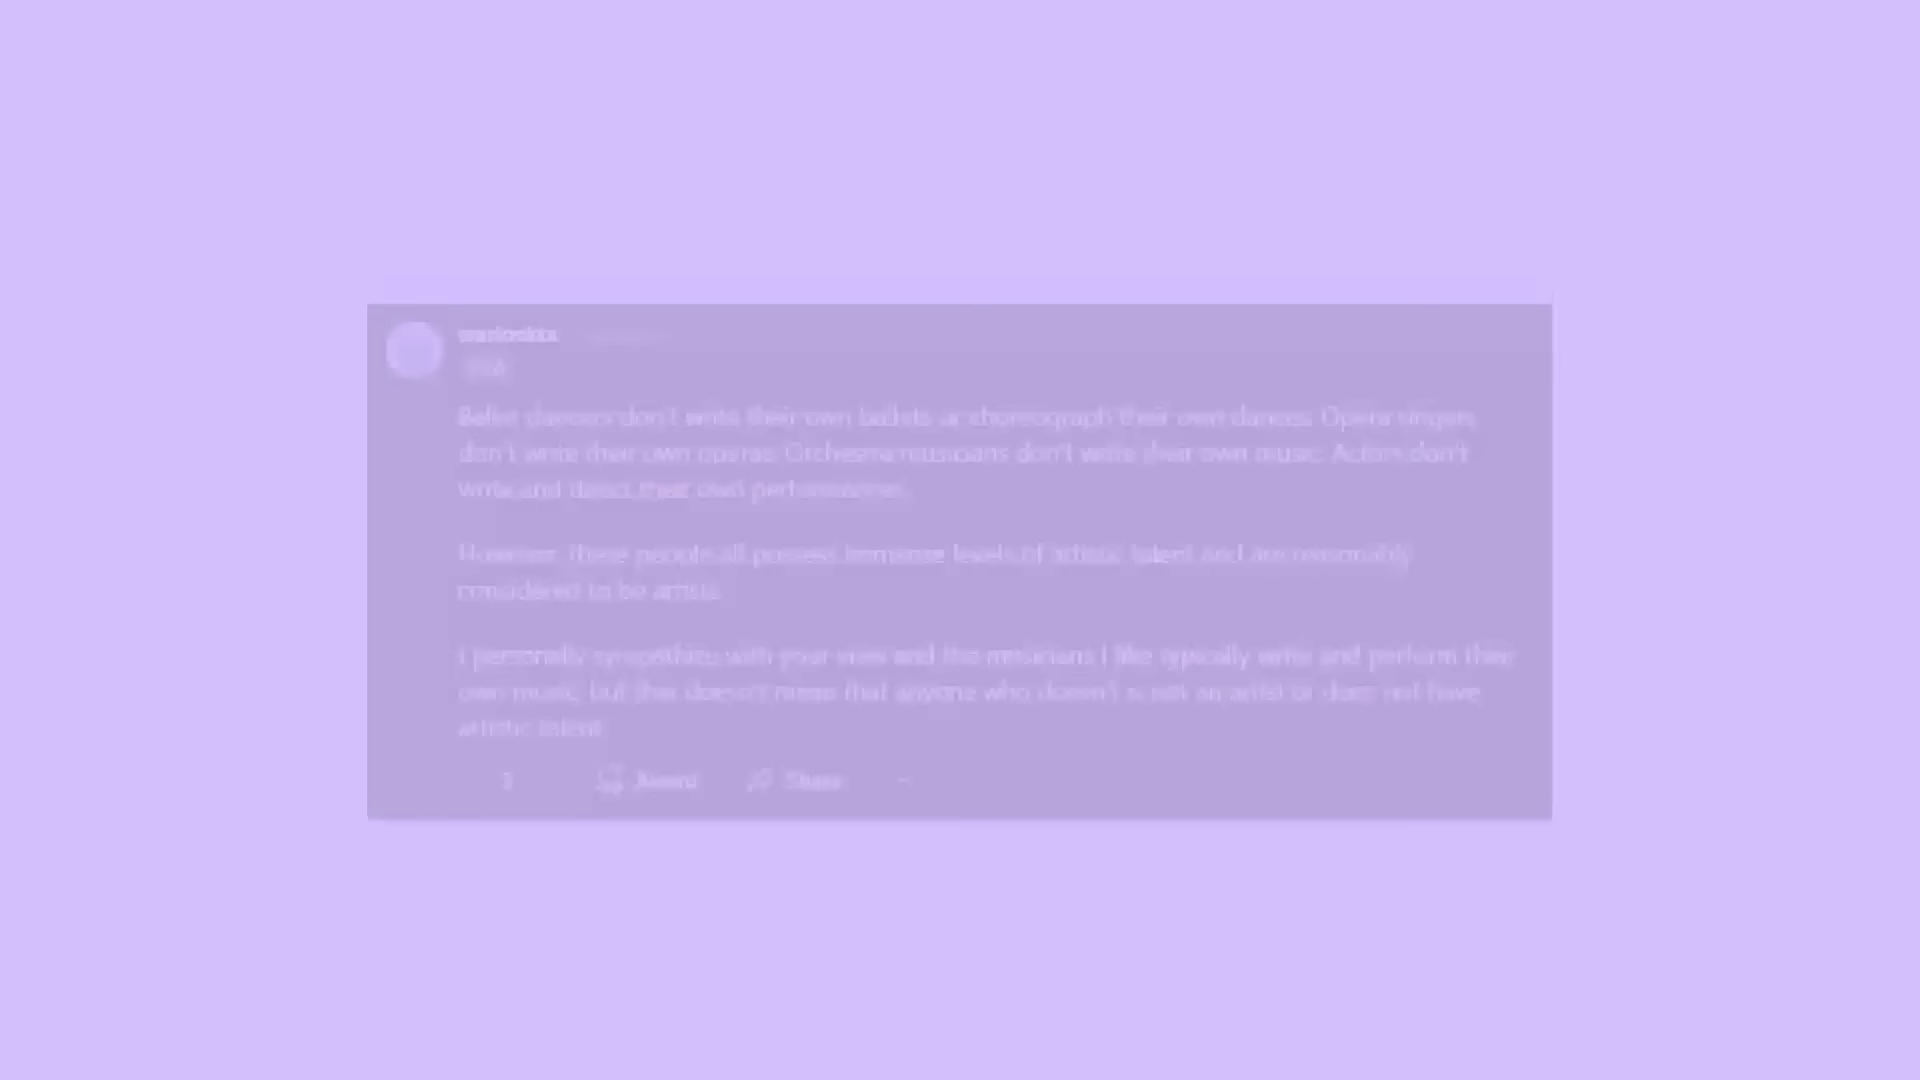 Ballet dancers don't write their own ballets or choreograph their own dances. Opera singers
don't write their own operas. Orchestra musicians don't write their own music. Actors don't
write and direct their own performances.
However, these people all possess immense levels of artistic talent and are reasonably
considered to be artists.
I personally sympathize with your view and the musicians I like typically write and perform their
own music, but this doesn't mean that anyone who doesn't is not an artist or does not have
artistic talent.
Award Share